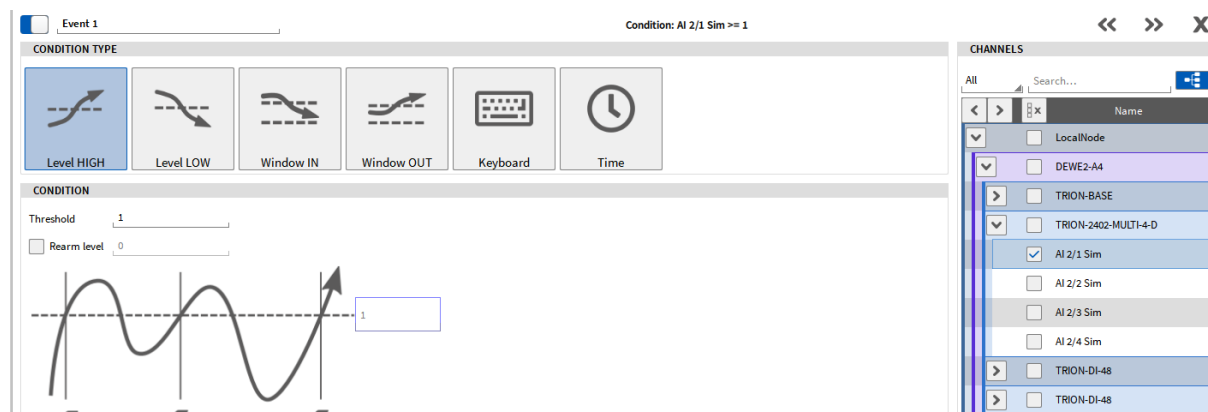 Event 1
Condition: AI 2/1 Sim >= 1
X
CONDITION TYPE
Level HIGH
Level LOW
Window IN
Window OUT
Keyboard
Time
CONDITION
Threshold 1
Rearm level 0
1
CHANNELS
All
Search...
Name
LocalNode
DEWE2-A4
TRION-BASE
TRION-2402-MULTI-4-D
AI 2/1 Sim
AI 2/2 Sim
AI 2/3 Sim
AI 2/4 Sim
TRION-DI-48
TRION-DI-48